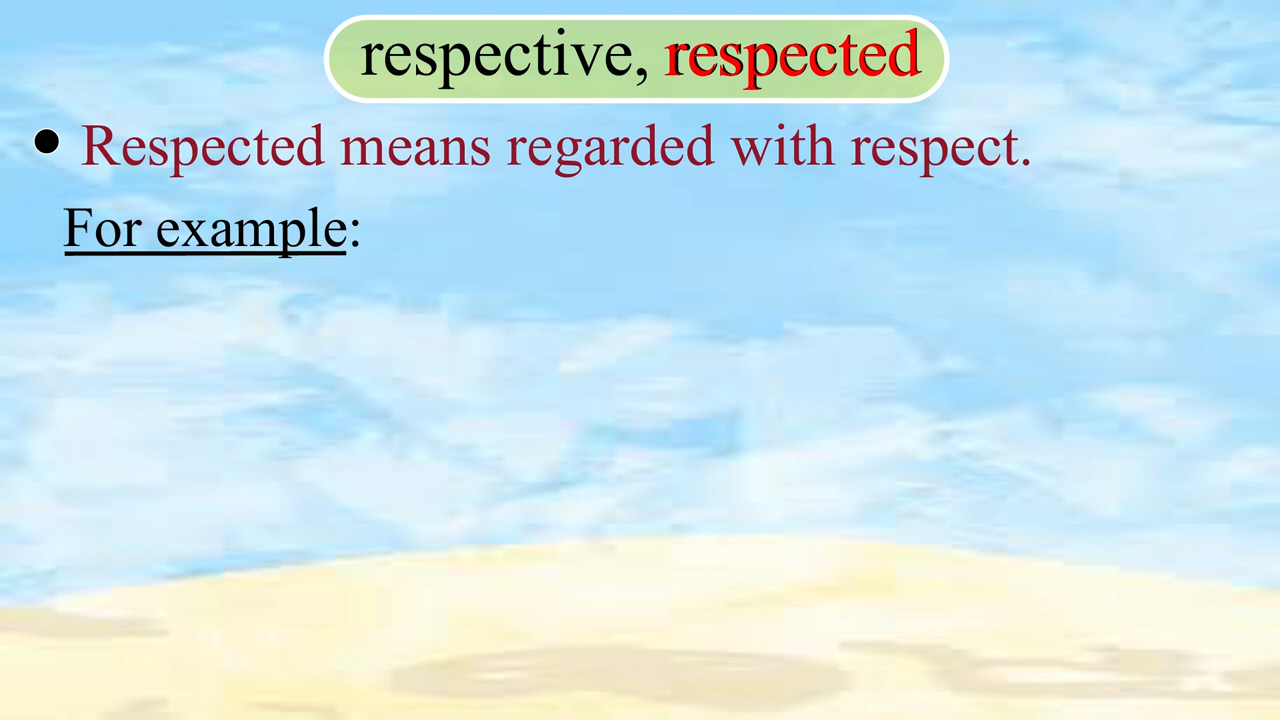 respective, respected
• Respected means regarded with respect.
For example: